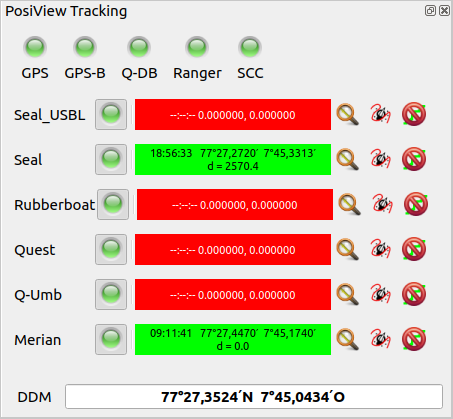 PosiView Tracking
GPS GPS-B Q-DB Ranger SCC
Seal_USBL --:--:-- 0.000000, 0.000000
Seal 18:56:33 77°27,2720´ 7°45,3313´
d = 2570.4
Rubberboat --:--:-- 0.000000, 0.000000
Quest --:--:-- 0.000000, 0.000000
Q-Umb --:--:-- 0.000000, 0.000000
Merian 09:11:41 77°27,4470´ 7°45,1740´
d = 0.0
DDM 77°27,3524´N 7°45,0434´O